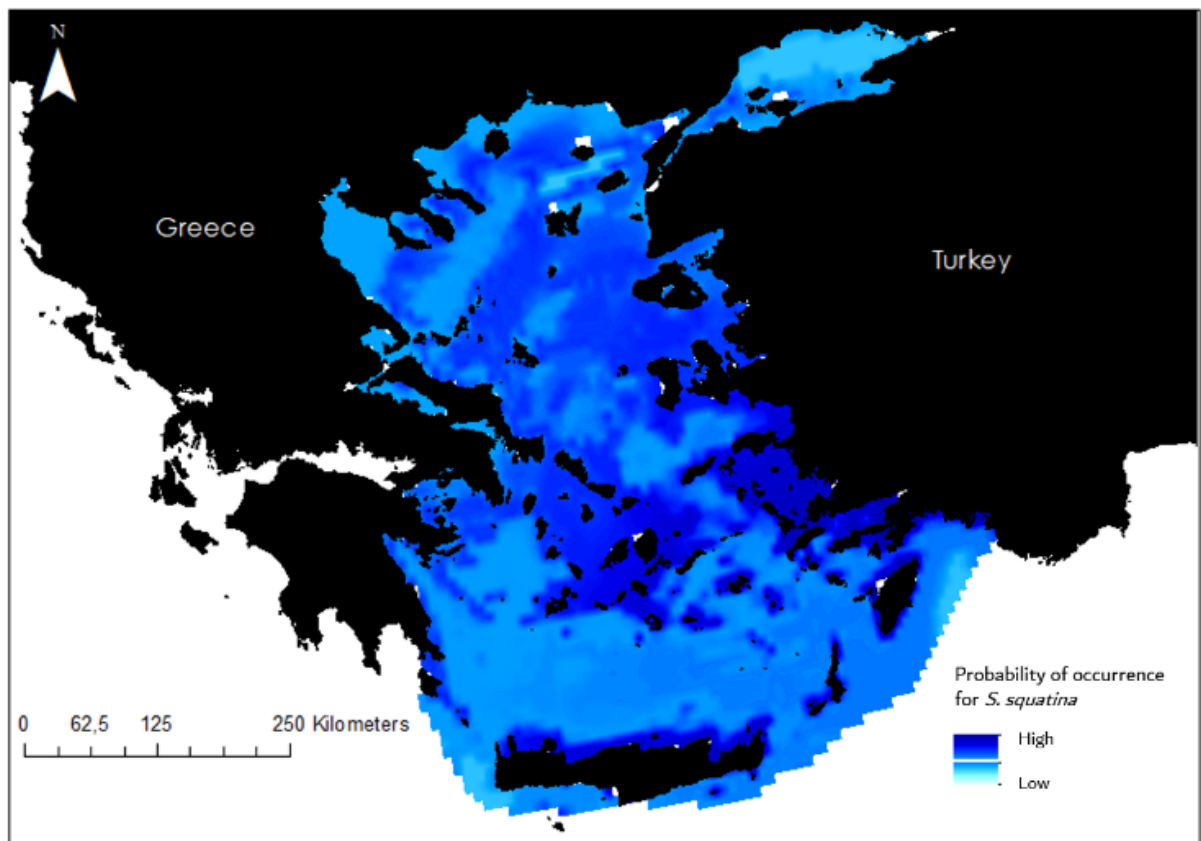 N
Greece
Turkey
Probability of occurrence
for S. squatina
High
Low
0 62,5 125 250 Kilometers